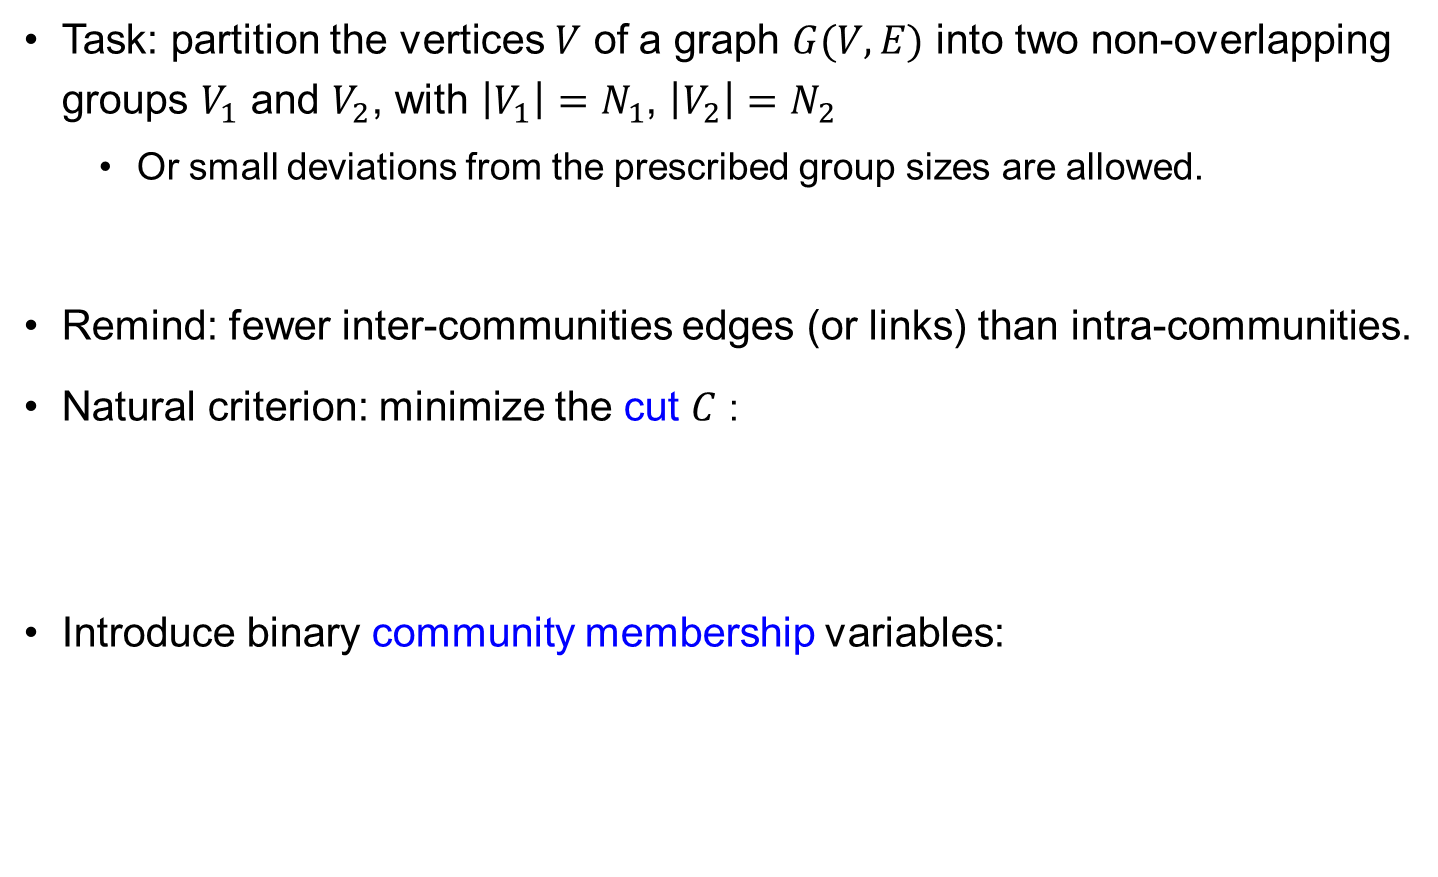 • Task: partition the vertices 𝑉 of a graph 𝐺(𝑉, 𝐸) into two non-overlapping
groups 𝑉₁ and 𝑉₂, with |𝑉₁| = 𝑁₁, |𝑉₂| = 𝑁₂
• Or small deviations from the prescribed group sizes are allowed.
• Remind: fewer inter-communities edges (or links) than intra-communities.
• Natural criterion: minimize the cut 𝐶 :
• Introduce binary community membership variables: